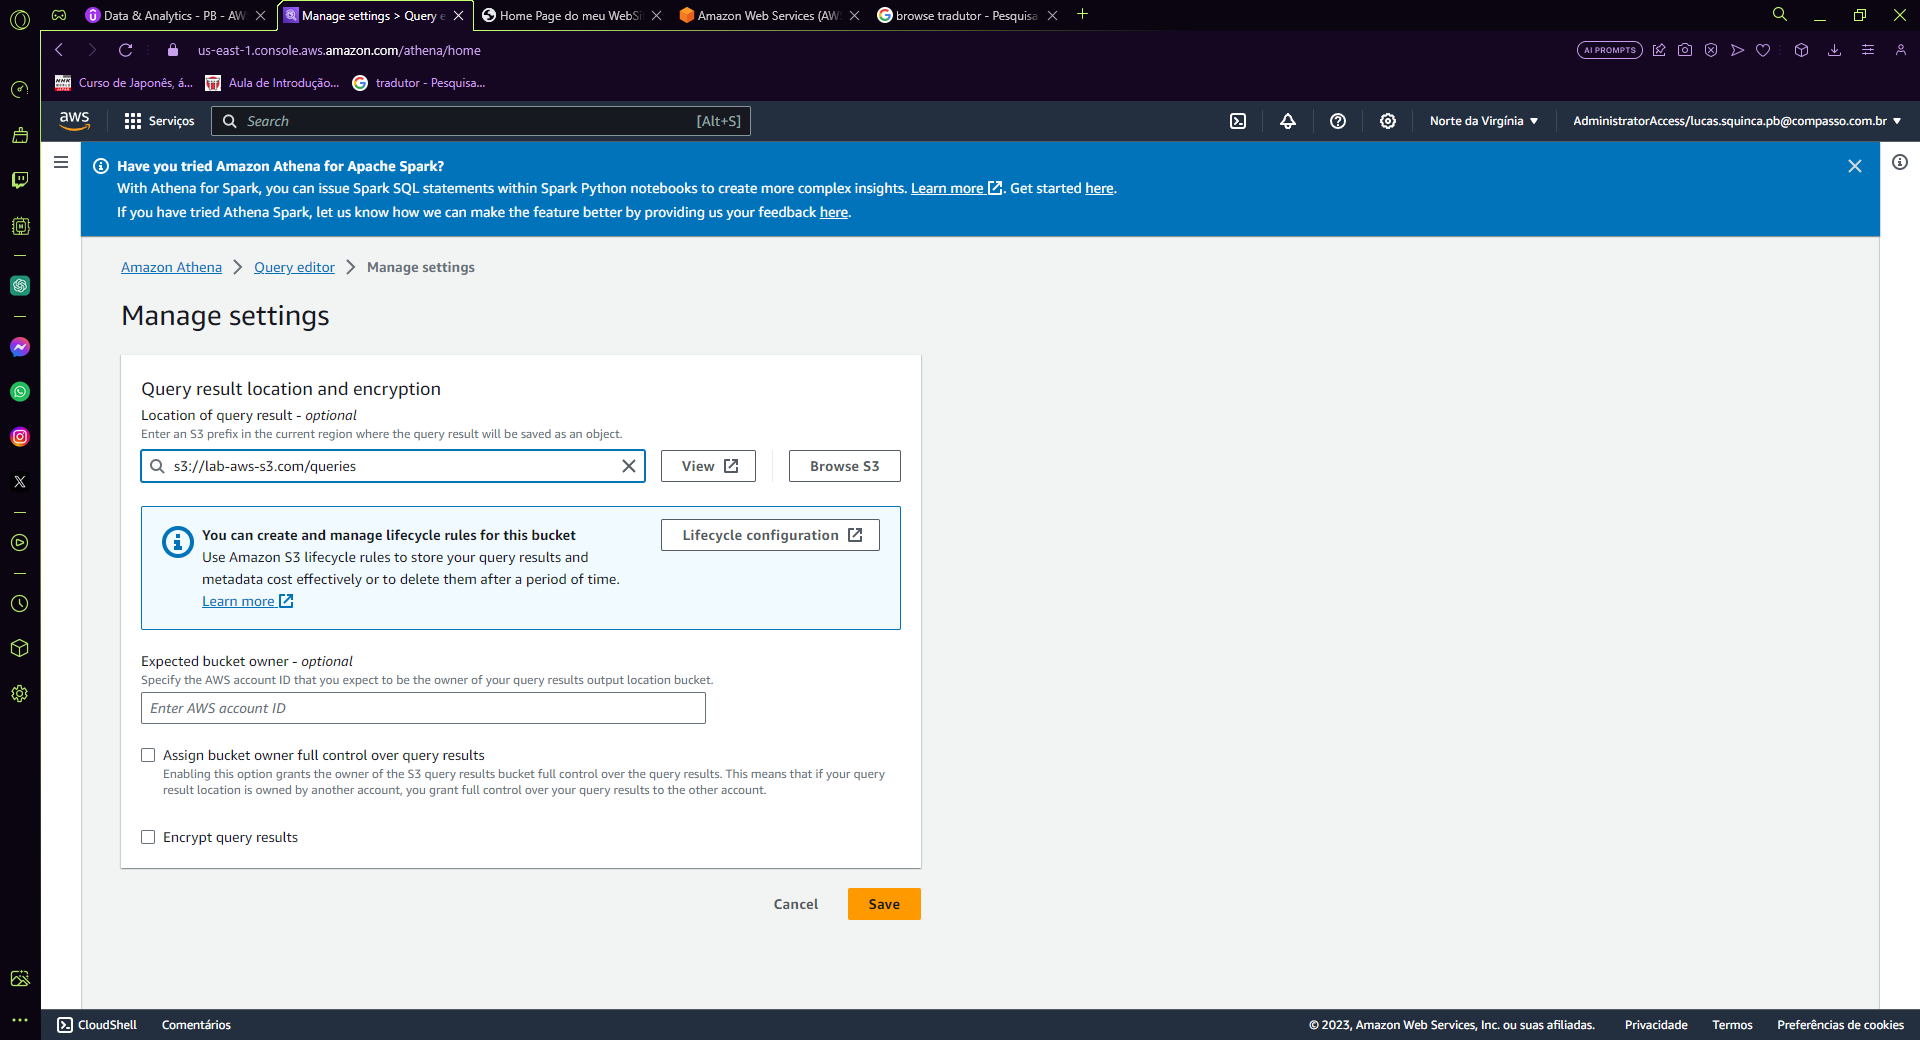 Data & Analytics - PB - AW
Manage settings > Query e
Home Page do meu WebSi
Amazon Web Services (AW
browse tradutor - Pesquisa
us-east-1.console.aws.amazon.com/athena/home
AI PROMPTS
Curso de Japonês, á...
Aula de Introdução...
tradutor - Pesquisa...
aws
Serviços
Search
[Alt+S]
Norte da Virgínia
AdministratorAccess/lucas.squinca.pb@compasso.com.br
Have you tried Amazon Athena for Apache Spark?
With Athena for Spark, you can issue Spark SQL statements within Spark Python notebooks to create more complex insights. Learn more. Get started here.
If you have tried Athena Spark, let us know how we can make the feature better by providing us your feedback here.
Amazon Athena > Query editor > Manage settings
Manage settings
Query result location and encryption
Location of query result - optional
Enter an S3 prefix in the current region where the query result will be saved as an object.
s3://lab-aws-s3.com/queries
View
Browse S3
You can create and manage lifecycle rules for this bucket
Use Amazon S3 lifecycle rules to store your query results and
metadata cost effectively or to delete them after a period of time.
Learn more
Lifecycle configuration
Expected bucket owner - optional
Specify the AWS account ID that you expect to be the owner of your query results output location bucket.
Enter AWS account ID
Assign bucket owner full control over query results
Enabling this option grants the owner of the S3 query results bucket full control over the query results. This means that if your query
result location is owned by another account, you grant full control over your query results to the other account.
Encrypt query results
Cancel
Save
CloudShell
Comentários
© 2023, Amazon Web Services, Inc. ou suas afiliadas.
Privacidade
Termos
Preferências de cookies